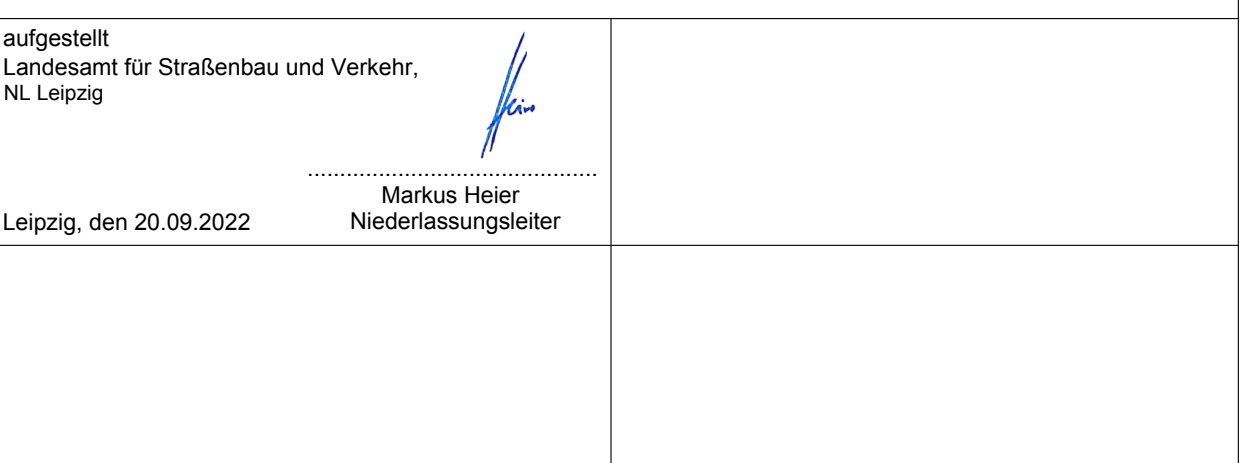 aufgestellt
Landesamt für Straßenbau und Verkehr,
NL Leipzig
............................................
Markus Heier
Leipzig, den 20.09.2022 Niederlassungsleiter